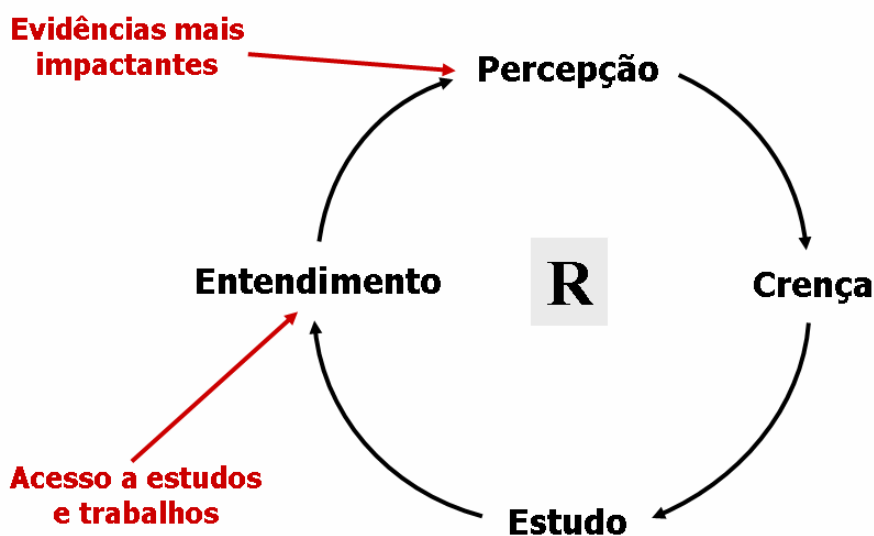 Evidências mais
impactantes
Percepção
Entendimento
R
Crença
Acesso a estudos
e trabalhos
Estudo